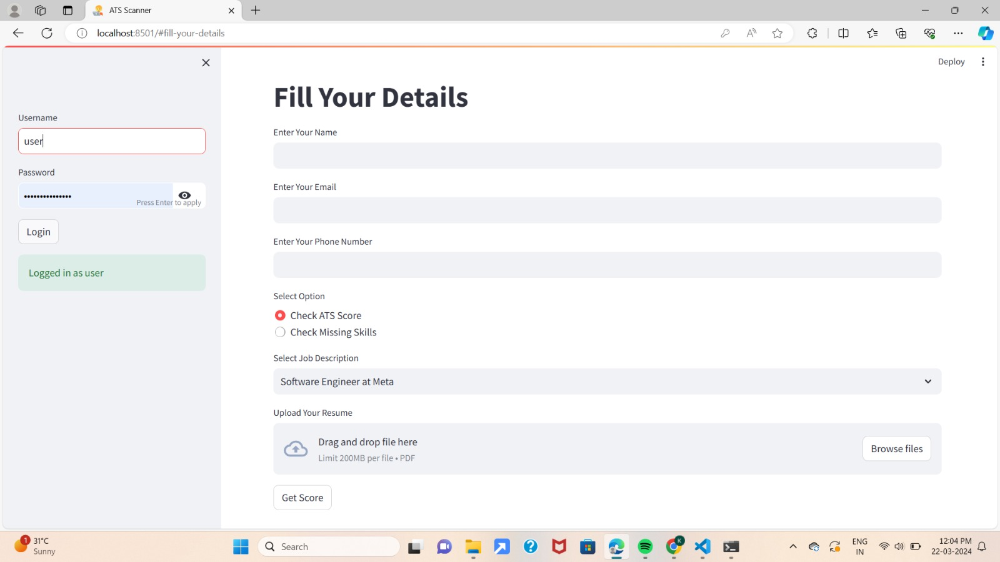 ATS Scanner
localhost:8501/#fill-your-details
Deploy
Username
user
Password
Press Enter to apply
Login
Logged in as user
Fill Your Details
Enter Your Name
Enter Your Email
Enter Your Phone Number
Select Option
Check ATS Score
Check Missing Skills
Select Job Description
Software Engineer at Meta
Upload Your Resume
Drag and drop file here
Limit 200MB per file • PDF
Browse files
Get Score
1
31°C
Sunny
Search
K
ENG
IN
12:04 PM
22-03-2024